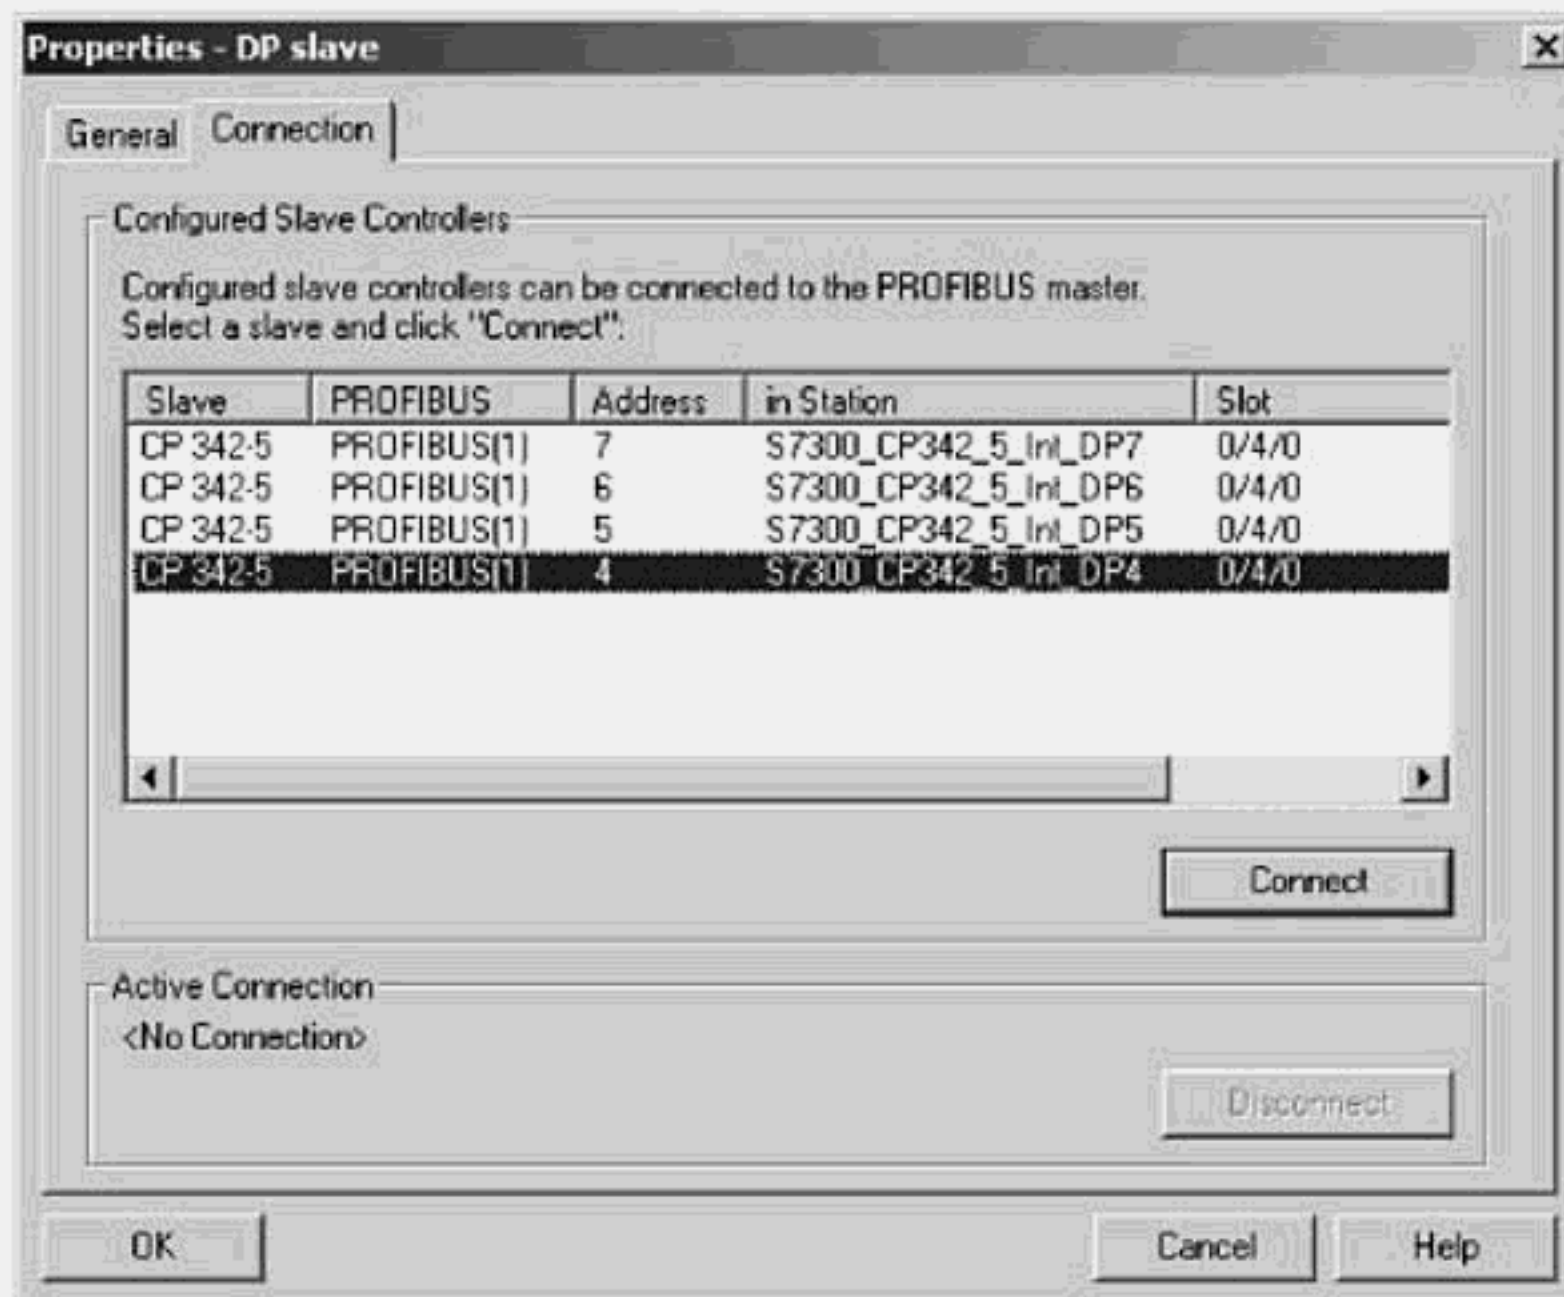 Properties - DP slave
General Connection
Configured Slave Controllers
Configured slave controllers can be connected to the PROFIBUS master.
Select a slave and click "Connect":
Slave PROFIBUS Address in Station Slot
CP 342-5 PROFIBUS(1) 7 S7300_CP342_5_Int_DP7 0/4/0
CP 342-5 PROFIBUS(1) 6 S7300_CP342_5_Int_DP6 0/4/0
CP 342-5 PROFIBUS(1) 5 S7300_CP342_5_Int_DP5 0/4/0
CP 342-5 PROFIBUS(1) 4 S7300_CP342_5_Int_DP4 0/4/0
Connect
Active Connection
<No Connection>
Disconnect
OK Cancel Help